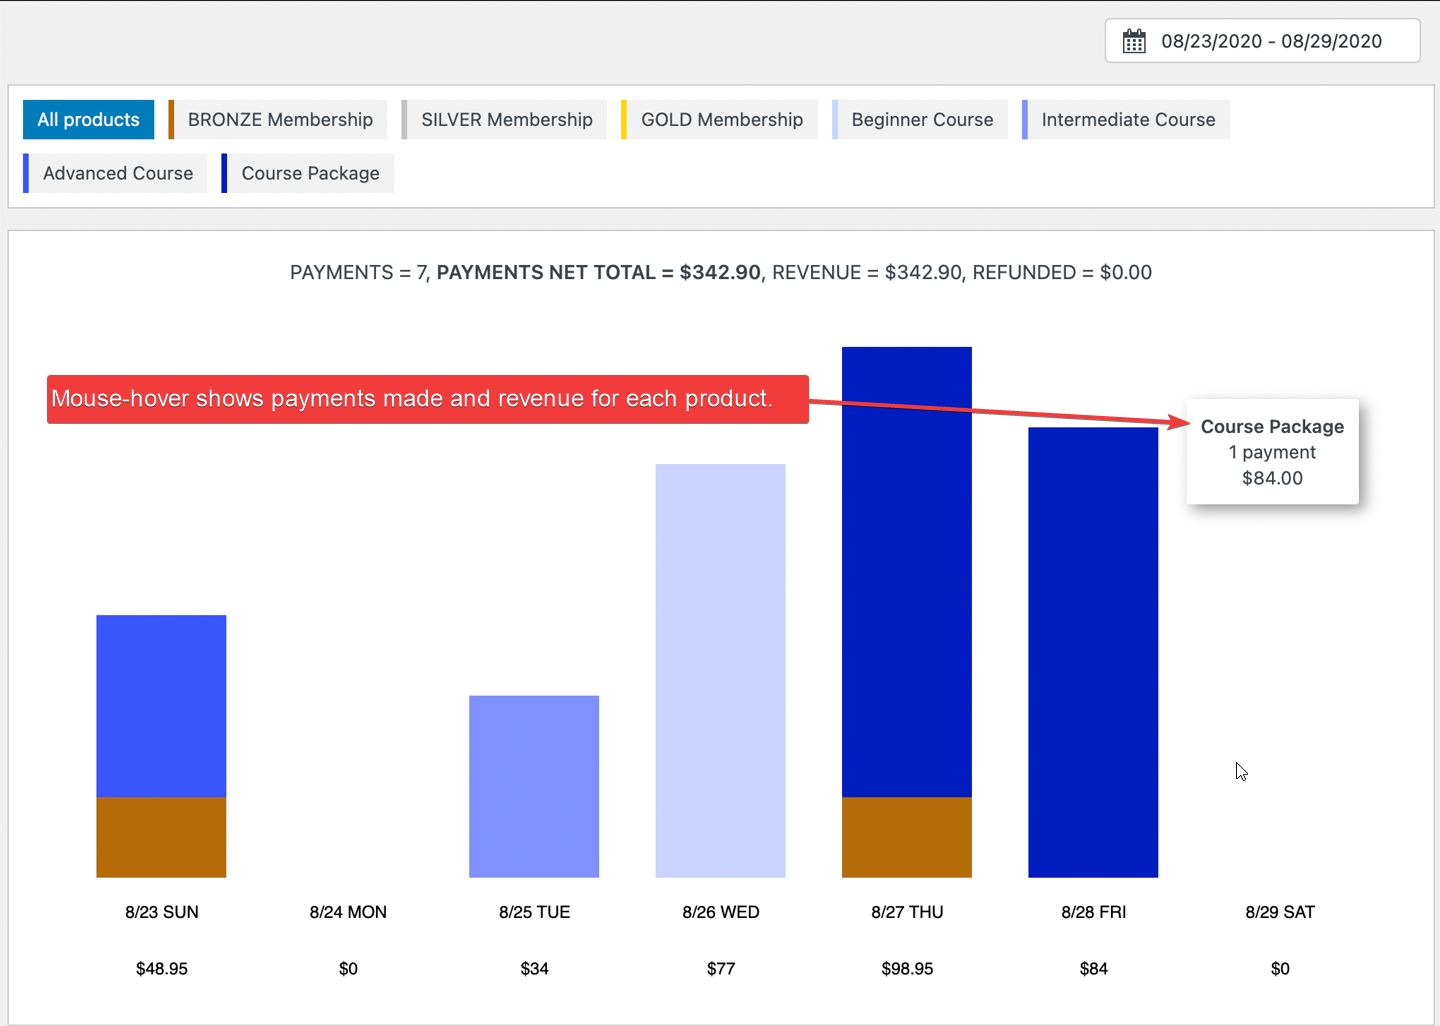 08/23/2020 - 08/29/2020
All products BRONZE Membership SILVER Membership GOLD Membership Beginner Course Intermediate Course
Advanced Course Course Package
PAYMENTS = 7, PAYMENTS NET TOTAL = $342.90, REVENUE = $342.90, REFUNDED = $0.00
Mouse-hover shows payments made and revenue for each product.
Course Package
1 payment
$84.00
8/23 SUN 8/24 MON 8/25 TUE 8/26 WED 8/27 THU 8/28 FRI 8/29 SAT
$48.95 $0 $34 $77 $98.95 $84 $0